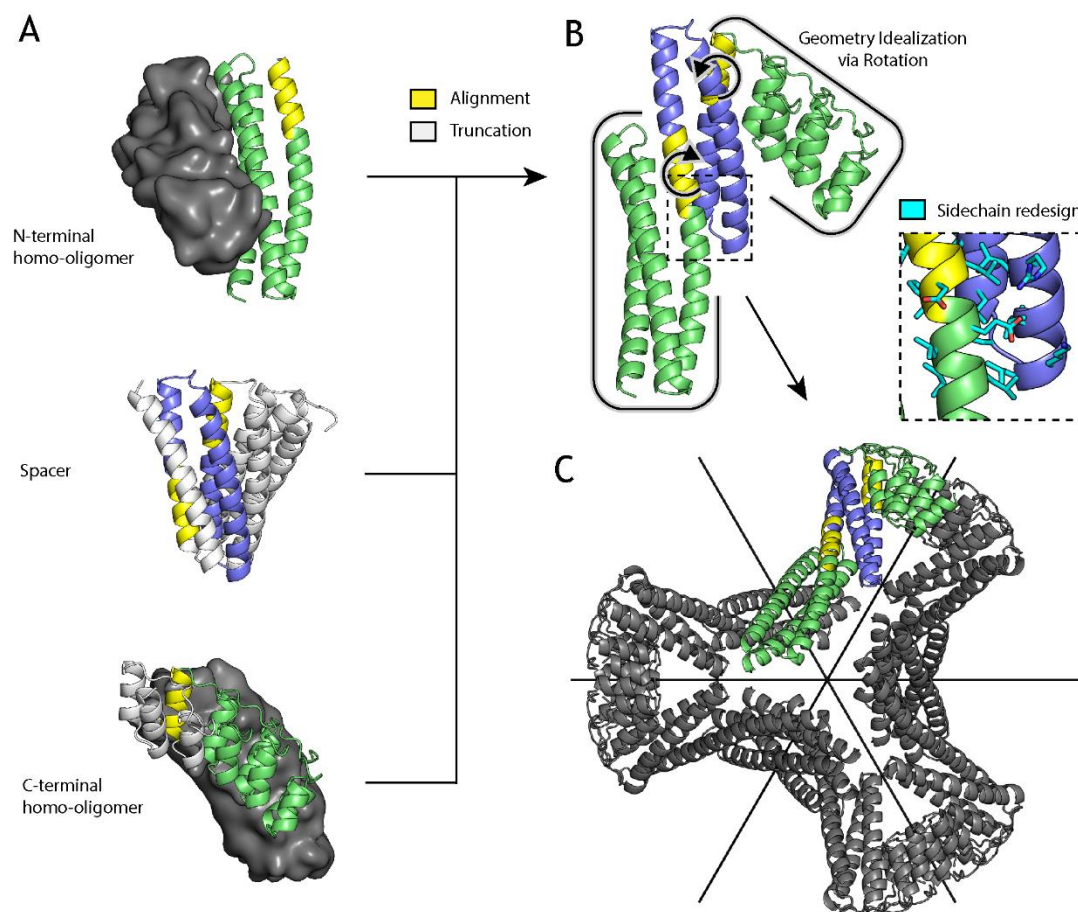 A
Alignment
Truncation
N-terminal
homo-oligomer
Spacer
C-terminal
homo-oligomer
B
Geometry Idealization
via Rotation
Sidechain redesign
C